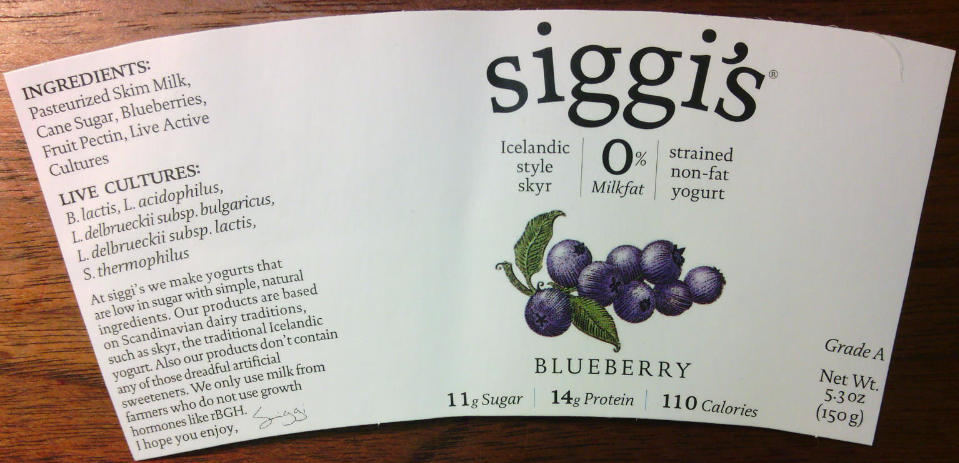 INGREDIENTS:
Pasteurized Skim Milk,
Cane Sugar, Blueberries,
Fruit Pectin, Live Active
Cultures
LIVE CULTURES:
B. lactis, L. acidophilus,
L. delbrueckii subsp. bulgaricus,
L. delbrueckii subsp. lactis,
S. thermophilus
At siggi's we make yogurts that
are low in sugar with simple, natural
ingredients. Our products are based
on Scandinavian dairy traditions,
such as skyr, the traditional Icelandic
yogurt. Also our products don't contain
any of those dreadful artificial
sweeteners. We only use milk from
farmers who do not use growth
hormones like rBGH.
I hope you enjoy,
Siggi
siggi's®
Icelandic
style
skyr
0%
Milkfat
strained
non-fat
yogurt
BLUEBERRY
11g Sugar
14g Protein
110 Calories
Grade A
Net Wt.
5.3 oz
(150 g)